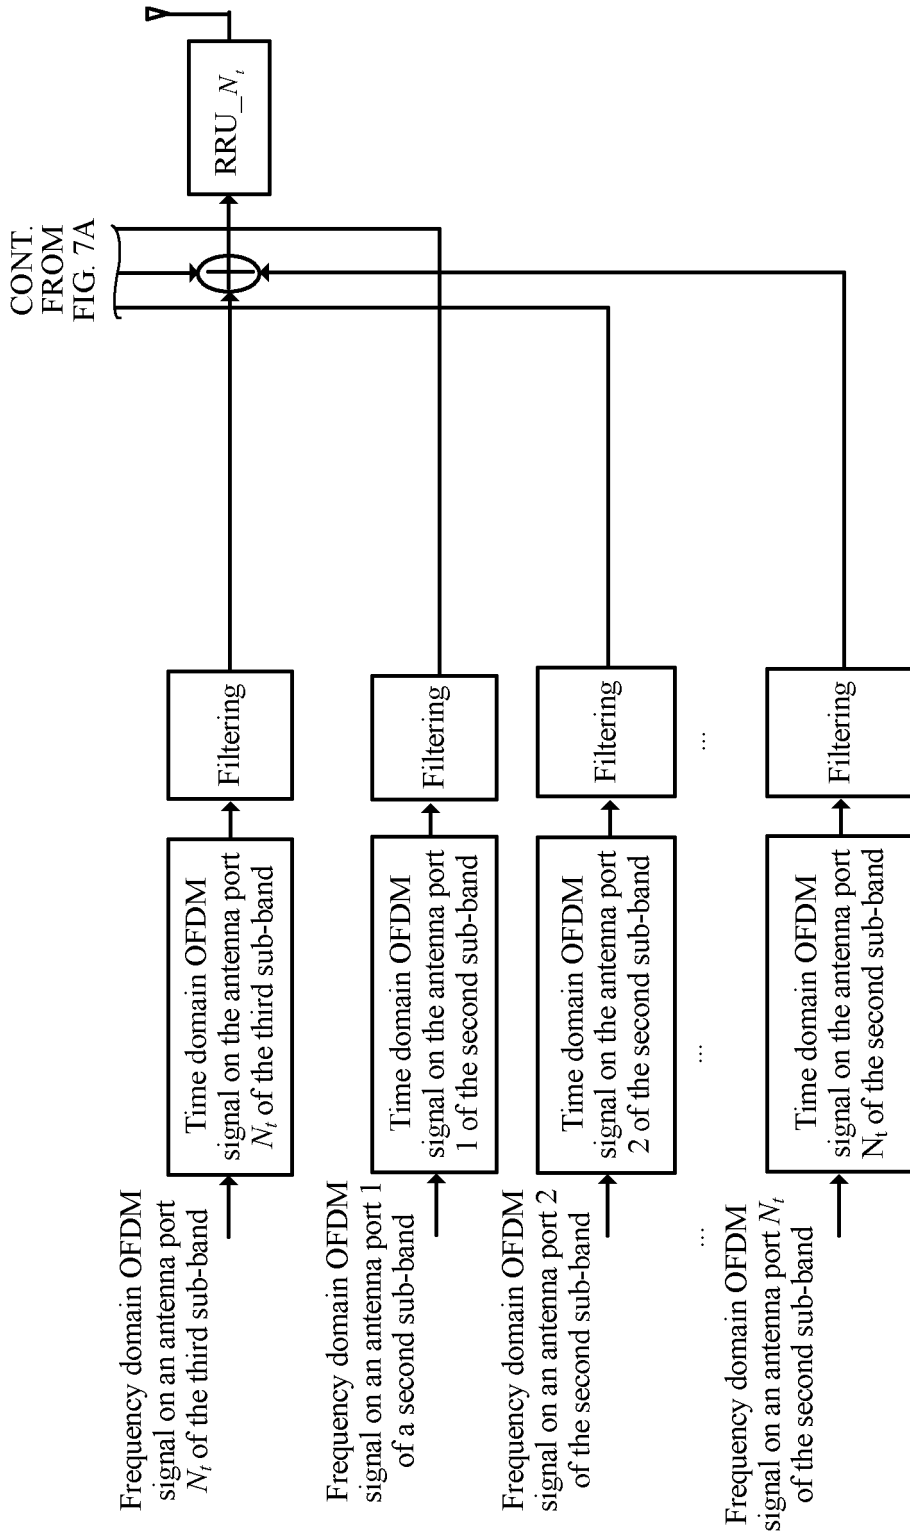 CONT.
FROM
FIG. 7A
Frequency domain OFDM
signal on an antenna port
Nₜ of the third sub-band
Time domain OFDM
signal on the antenna port
Nₜ of the third sub-band
Filtering
RRU_Nₜ
Frequency domain OFDM
signal on an antenna port 1
of a second sub-band
Time domain OFDM
signal on the antenna port
1 of the second sub-band
Filtering
Frequency domain OFDM
signal on an antenna port 2
of the second sub-band
Time domain OFDM
signal on the antenna port
2 of the second sub-band
Filtering
...
...
...
Frequency domain OFDM
signal on an antenna port Nₜ
of the second sub-band
Time domain OFDM
signal on the antenna port
Nₜ of the second sub-band
Filtering